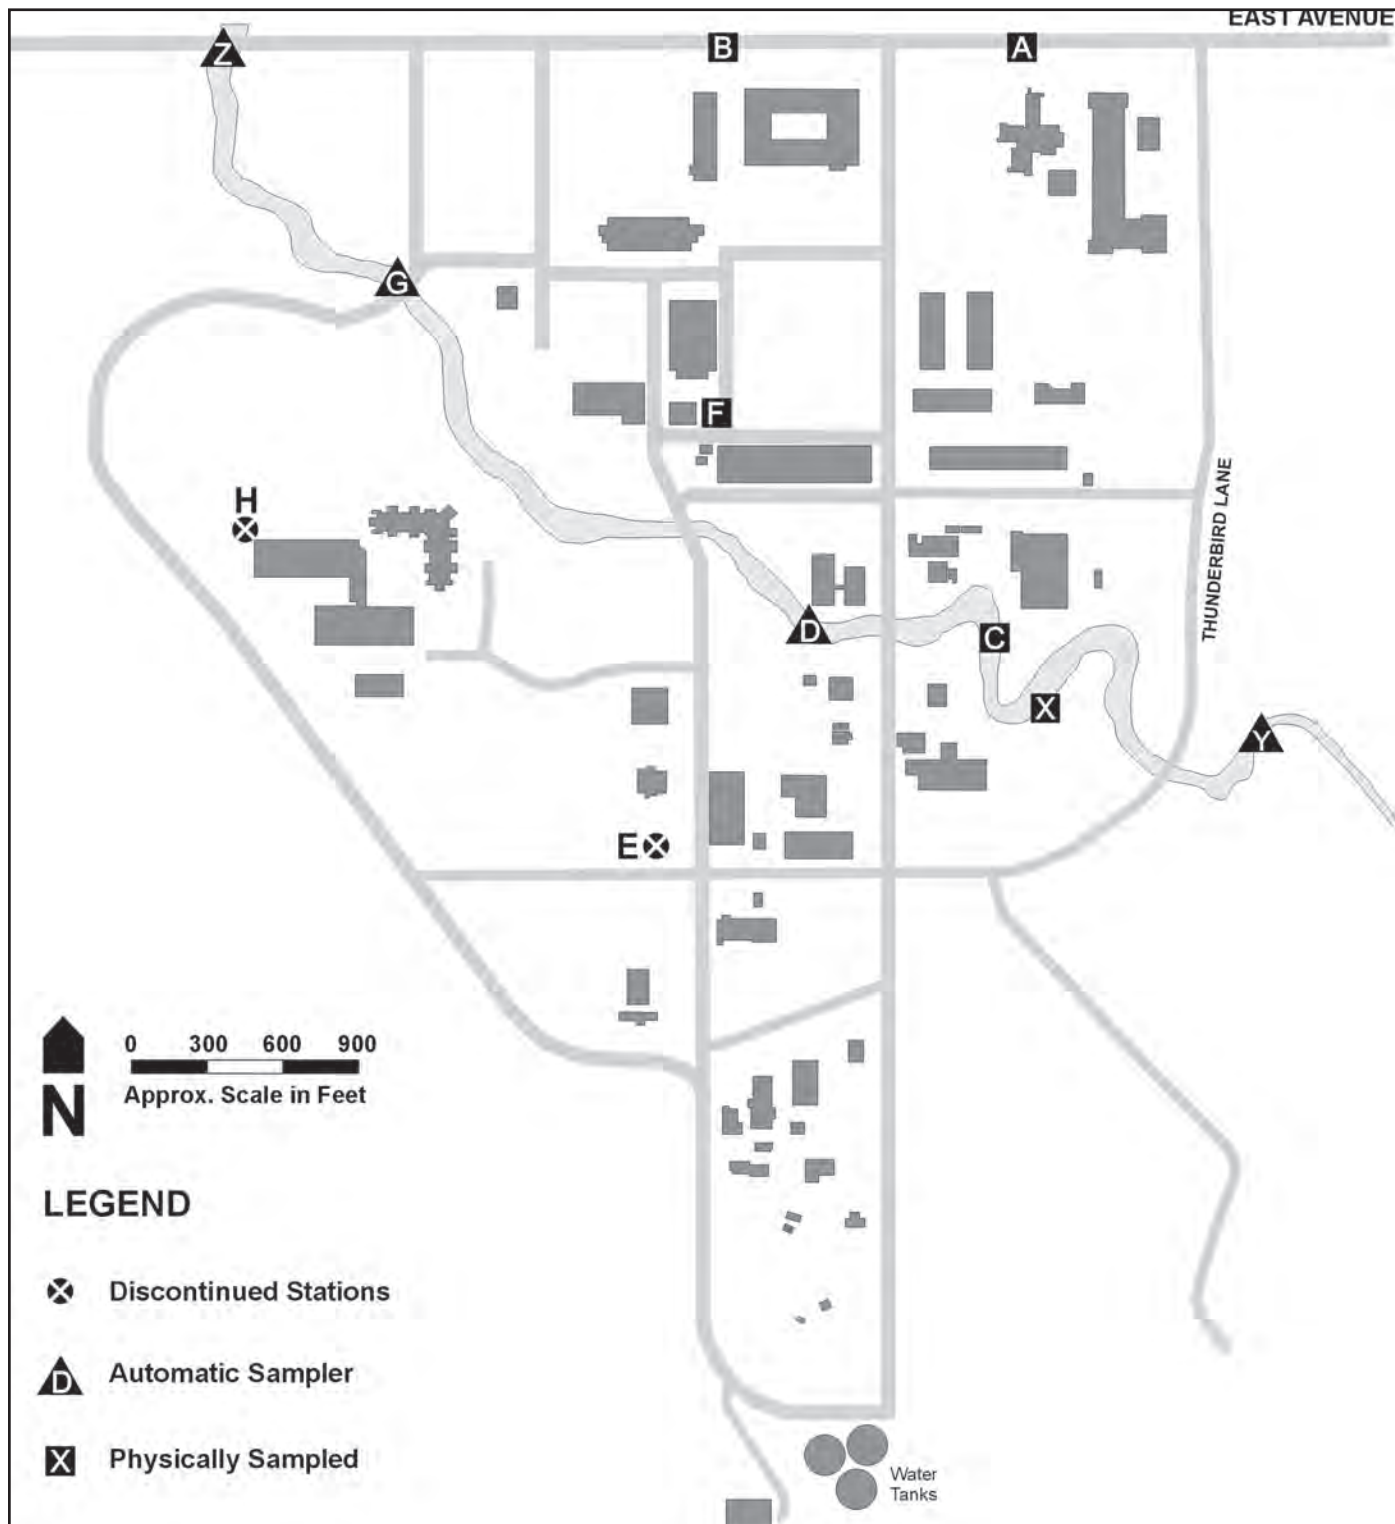 EAST AVENUE
Z
B
A
G
F
H
THUNDERBIRD LANE
D
C
X
Y
E
0 300 600 900
Approx. Scale in Feet
N
LEGEND
Discontinued Stations
D Automatic Sampler
X Physically Sampled
Water
Tanks